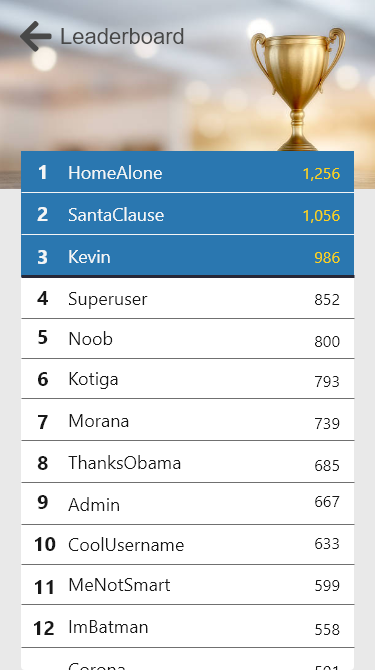 Leaderboard
1 HomeAlone 1,256
2 SantaClause 1,056
3 Kevin 986
4 Superuser 852
5 Noob 800
6 Kotiga 793
7 Morana 739
8 ThanksObama 685
9 Admin 667
10 CoolUsername 633
11 MeNotSmart 599
12 ImBatman 558
Corona 501